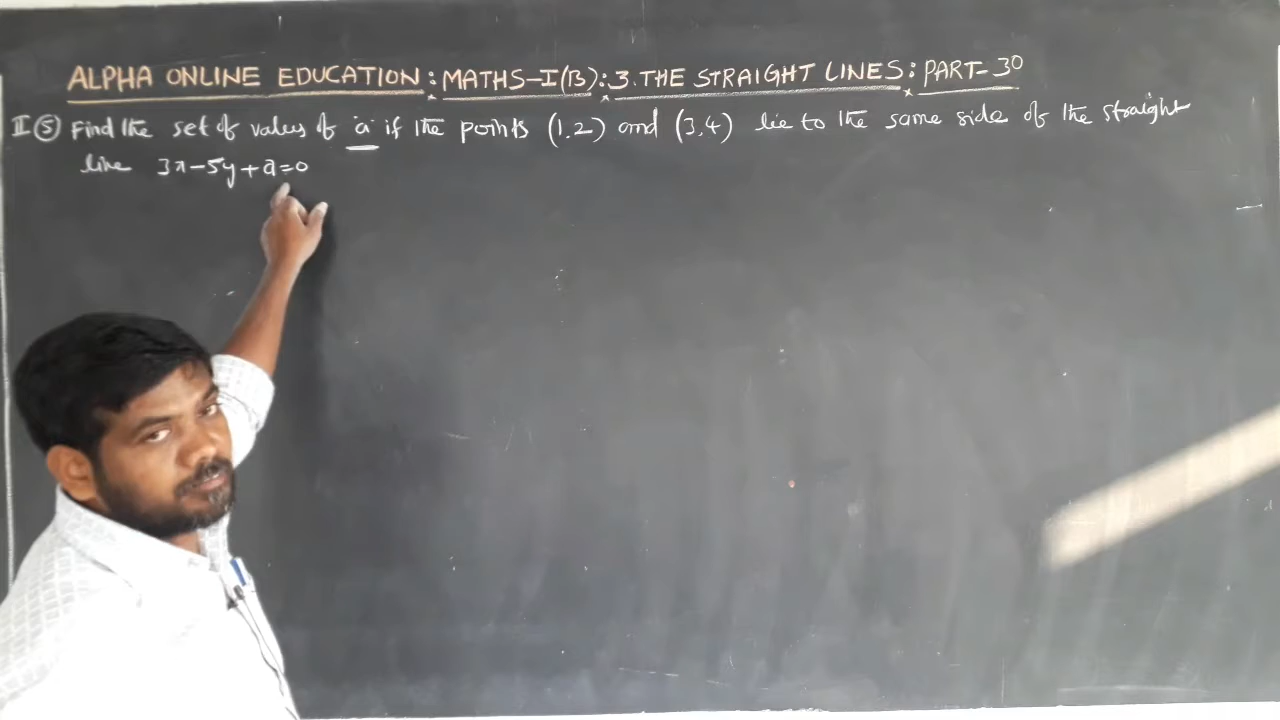 ALPHA ONLINE EDUCATION : MATHS-I(B) : 3. THE STRAIGHT LINES : PART-30
II (5) Find the set of values of 'a' if the points (1,2) and (3,4) lie to the same side of the straight
line 3x-5y+a=0